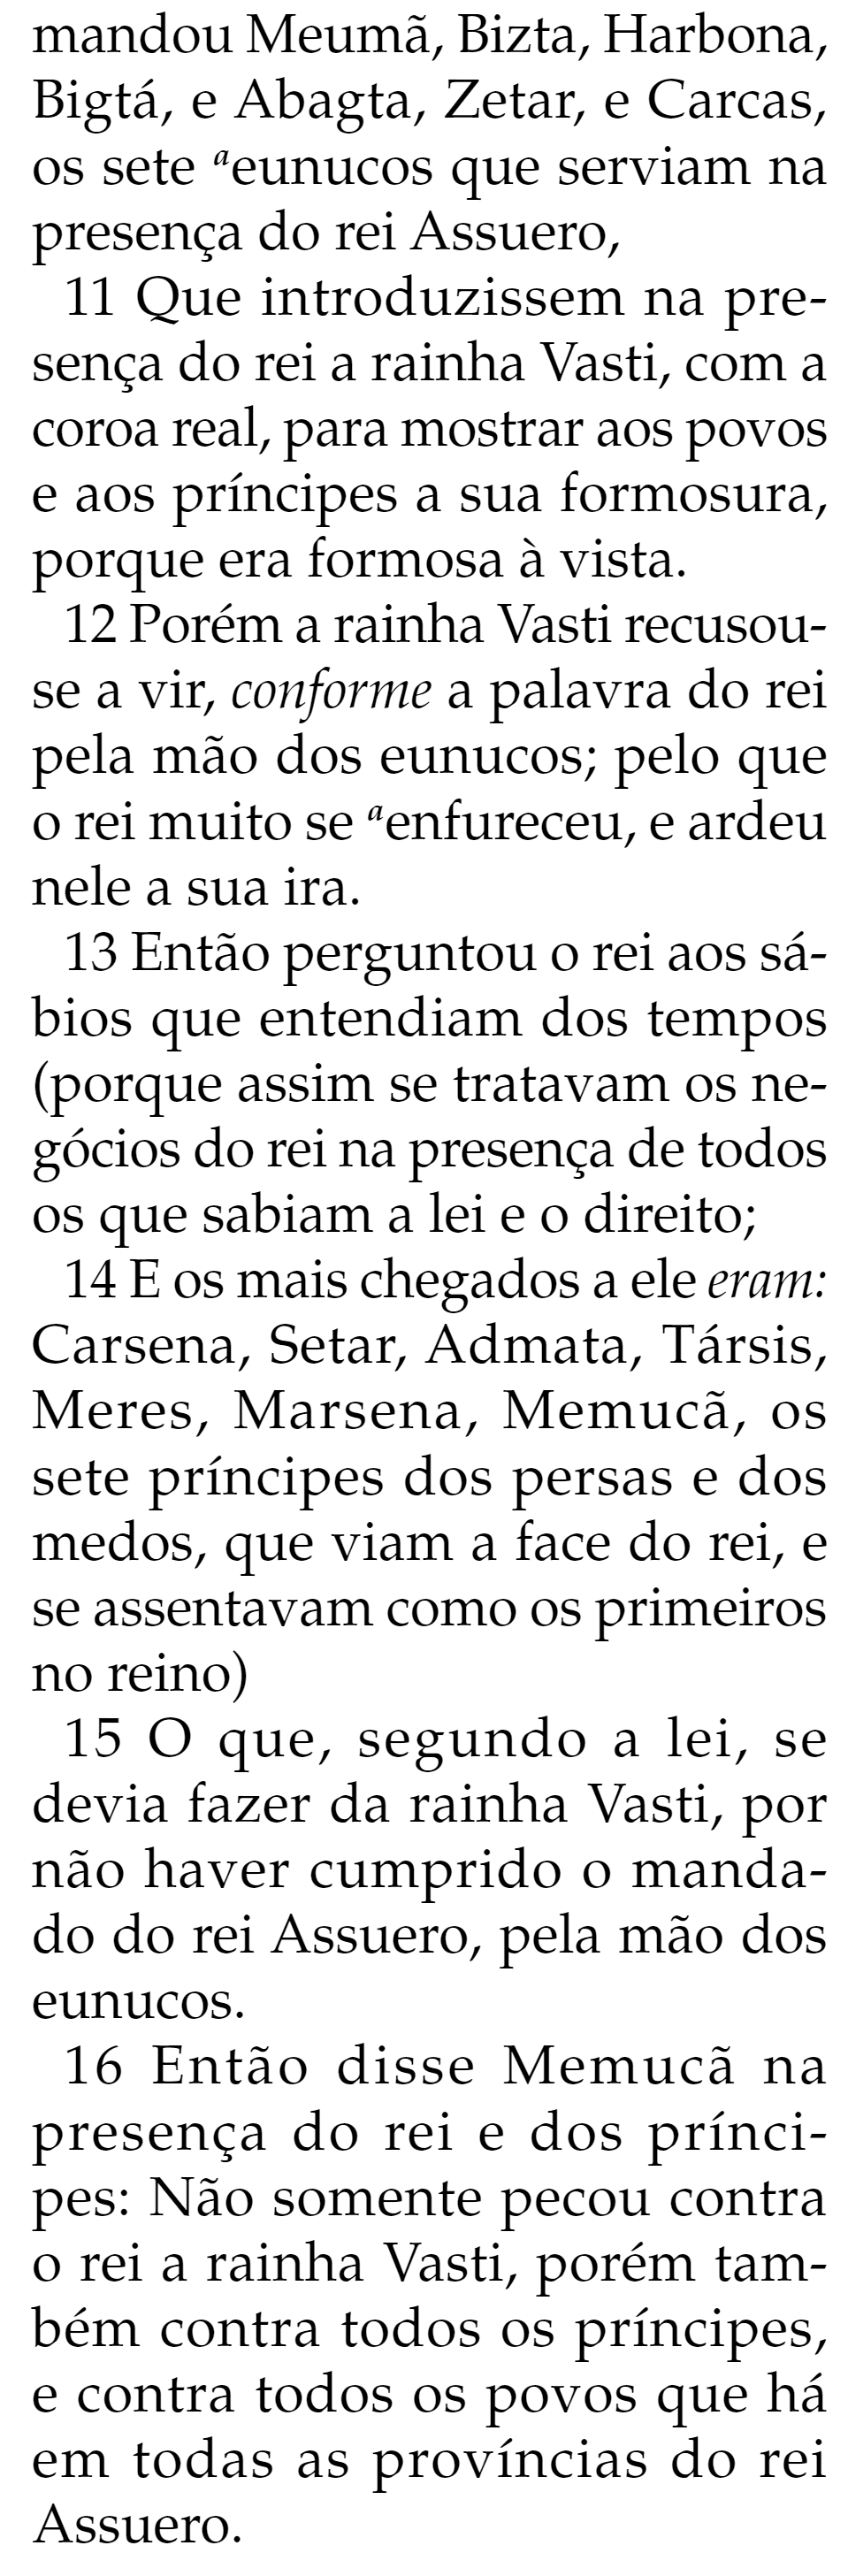 mandou Meumã, Bizta, Harbona,
Bigtá, e Abagta, Zetar, e Carcas,
os sete ᵃeunucos que serviam na
presença do rei Assuero,
11 Que introduzissem na pre-
sença do rei a rainha Vasti, com a
coroa real, para mostrar aos povos
e aos príncipes a sua formosura,
porque era formosa à vista.
12 Porém a rainha Vasti recusou-
se a vir, conforme a palavra do rei
pela mão dos eunucos; pelo que
o rei muito se ᵃenfureceu, e ardeu
nele a sua ira.
13 Então perguntou o rei aos sá-
bios que entendiam dos tempos
(porque assim se tratavam os ne-
gócios do rei na presença de todos
os que sabiam a lei e o direito;
14 E os mais chegados a ele eram:
Carsena, Setar, Admata, Társis,
Meres, Marsena, Memucã, os
sete príncipes dos persas e dos
medos, que viam a face do rei, e
se assentavam como os primeiros
no reino)
15 O que, segundo a lei, se
devia fazer da rainha Vasti, por
não haver cumprido o manda-
do do rei Assuero, pela mão dos
eunucos.
16 Então disse Memucã na
presença do rei e dos prínci-
pes: Não somente pecou contra
o rei a rainha Vasti, porém tam-
bém contra todos os príncipes,
e contra todos os povos que há
em todas as províncias do rei
Assuero.